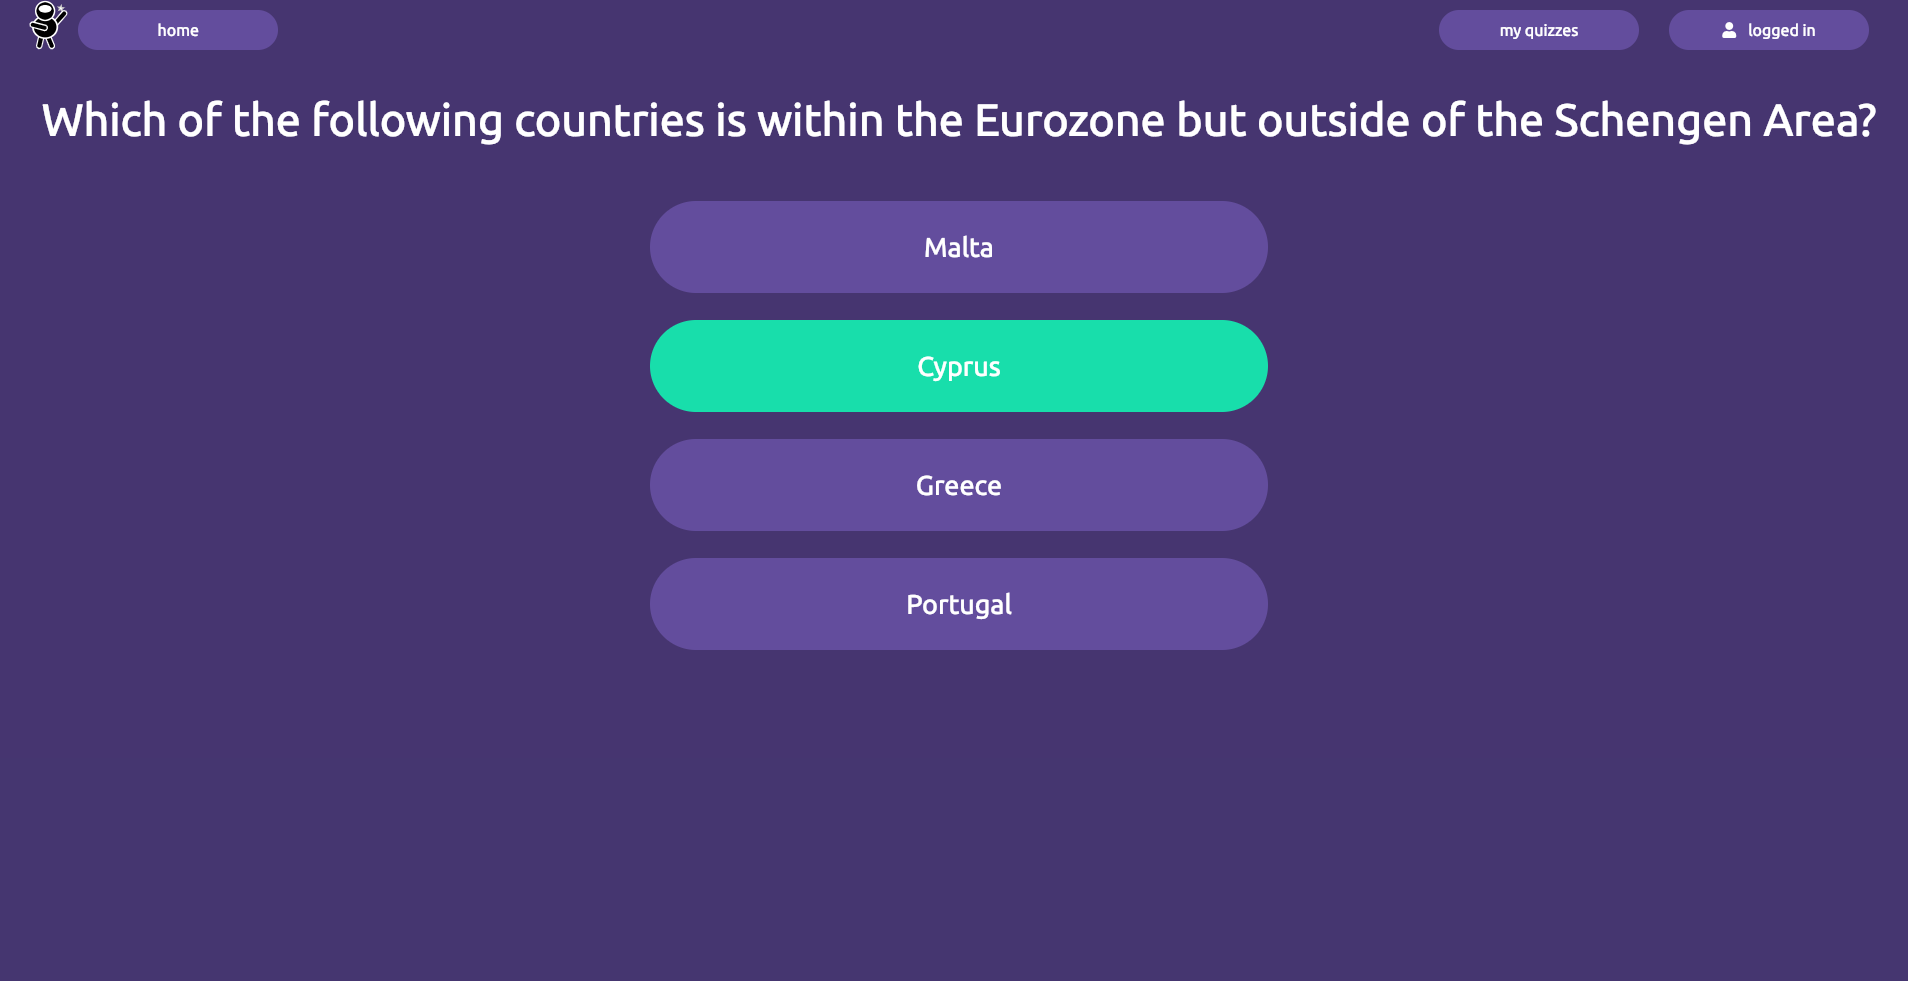 home
my quizzes
logged in
Which of the following countries is within the Eurozone but outside of the Schengen Area?
Malta
Cyprus
Greece
Portugal